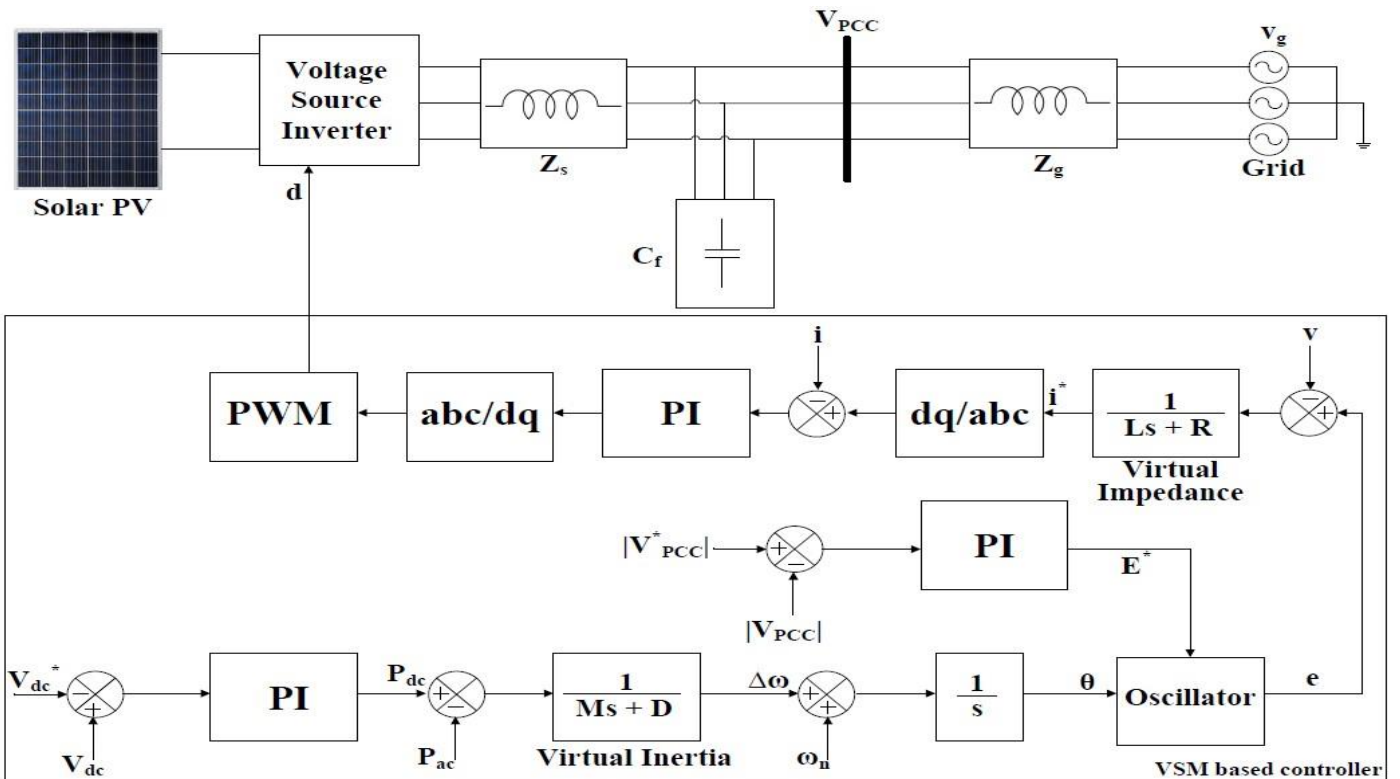 V_PCC
v_g
Voltage
Source
Inverter
Z_s
Z_g
Grid
Solar PV
d
C_f
i
v
PWM
abc/dq
PI
−
+
dq/abc
i*
1
Ls + R
−
+
Virtual
Impedance
|V*_PCC|
+
−
PI
E*
|V_PCC|
V_dc*
−
+
PI
P_dc
+
−
1
Ms + D
Δω
+
+
1
s
θ
Oscillator
e
V_dc
P_ac
Virtual Inertia
ω_n
VSM based controller